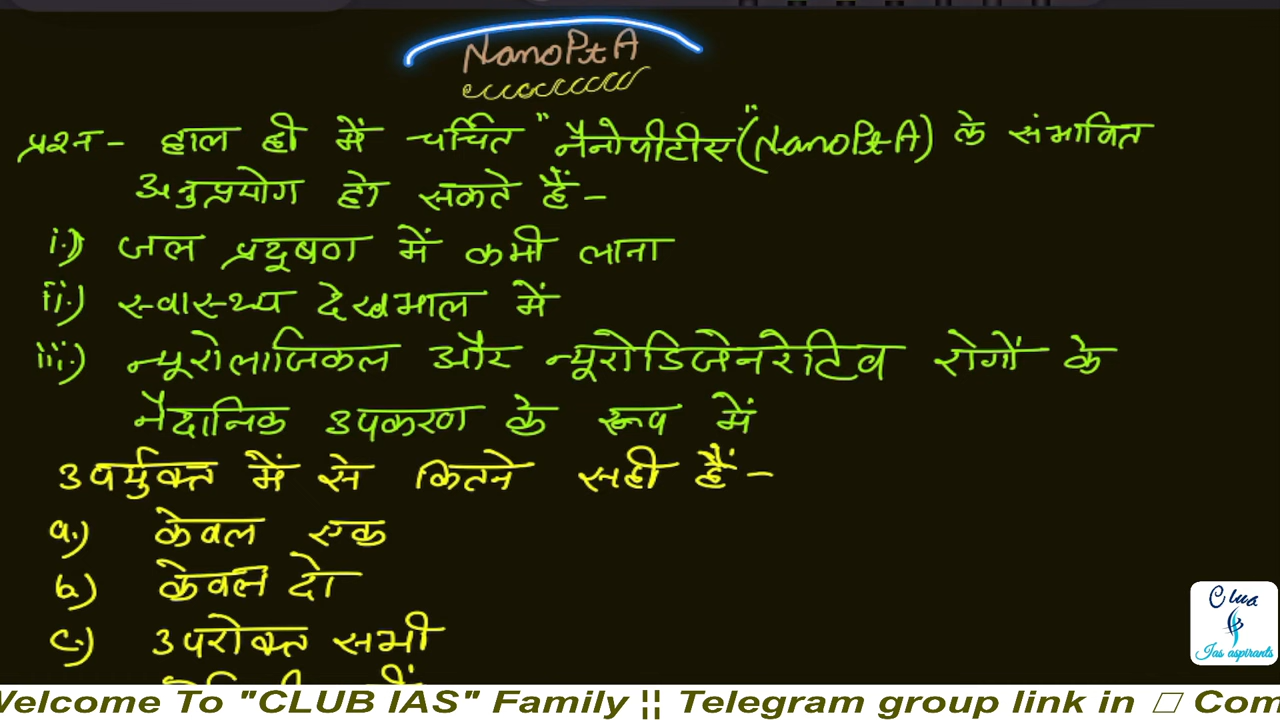 NanoPtA
प्रश्न - हाल ही में चर्चित "नैनोपीटीए" (NanoPtA) के संभावित
अनुप्रयोग हो सकते हैं -
i.) जल प्रदूषण में कमी लाना
ii.) स्वास्थ्य देखभाल में
iii.) न्यूरोलाजिकल और न्यूरोडिजेनरेटिव रोगों के
नैदानिक उपकरण के रूप में
उपर्युक्त में से कितने सही हैं -
a.) केवल एक
b.) केवल दो
c.) उपरोक्त सभी
Club
Ias aspirants
Welcome To "CLUB IAS" Family ¦¦ Telegram group link in □ Com